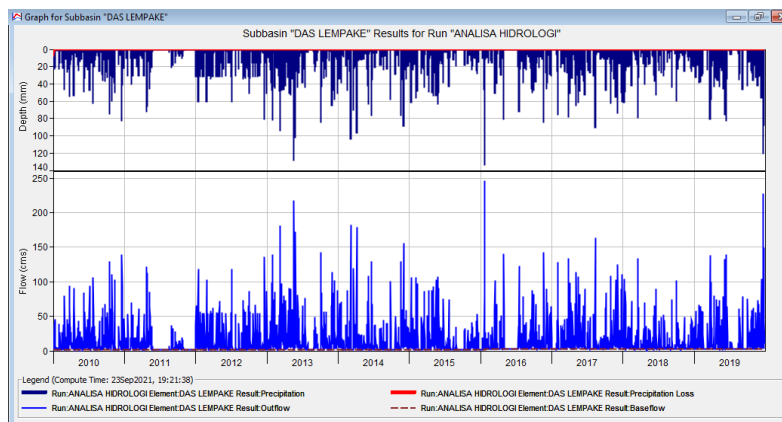 Graph for Subbasin "DAS LEMPAKE"
Subbasin "DAS LEMPAKE" Results for Run "ANALISA HIDROLOGI"
Depth (mm)
0
20
40
60
80
100
120
140
Flow (cms)
250
200
150
100
50
0
2010 2011 2012 2013 2014 2015 2016 2017 2018 2019
Legend (Compute Time: 23Sep2021, 19:21:38)
Run:ANALISA HIDROLOGI Element:DAS LEMPAKE Result:Precipitation
Run:ANALISA HIDROLOGI Element:DAS LEMPAKE Result:Precipitation Loss
Run:ANALISA HIDROLOGI Element:DAS LEMPAKE Result:Outflow
Run:ANALISA HIDROLOGI Element:DAS LEMPAKE Result:Baseflow